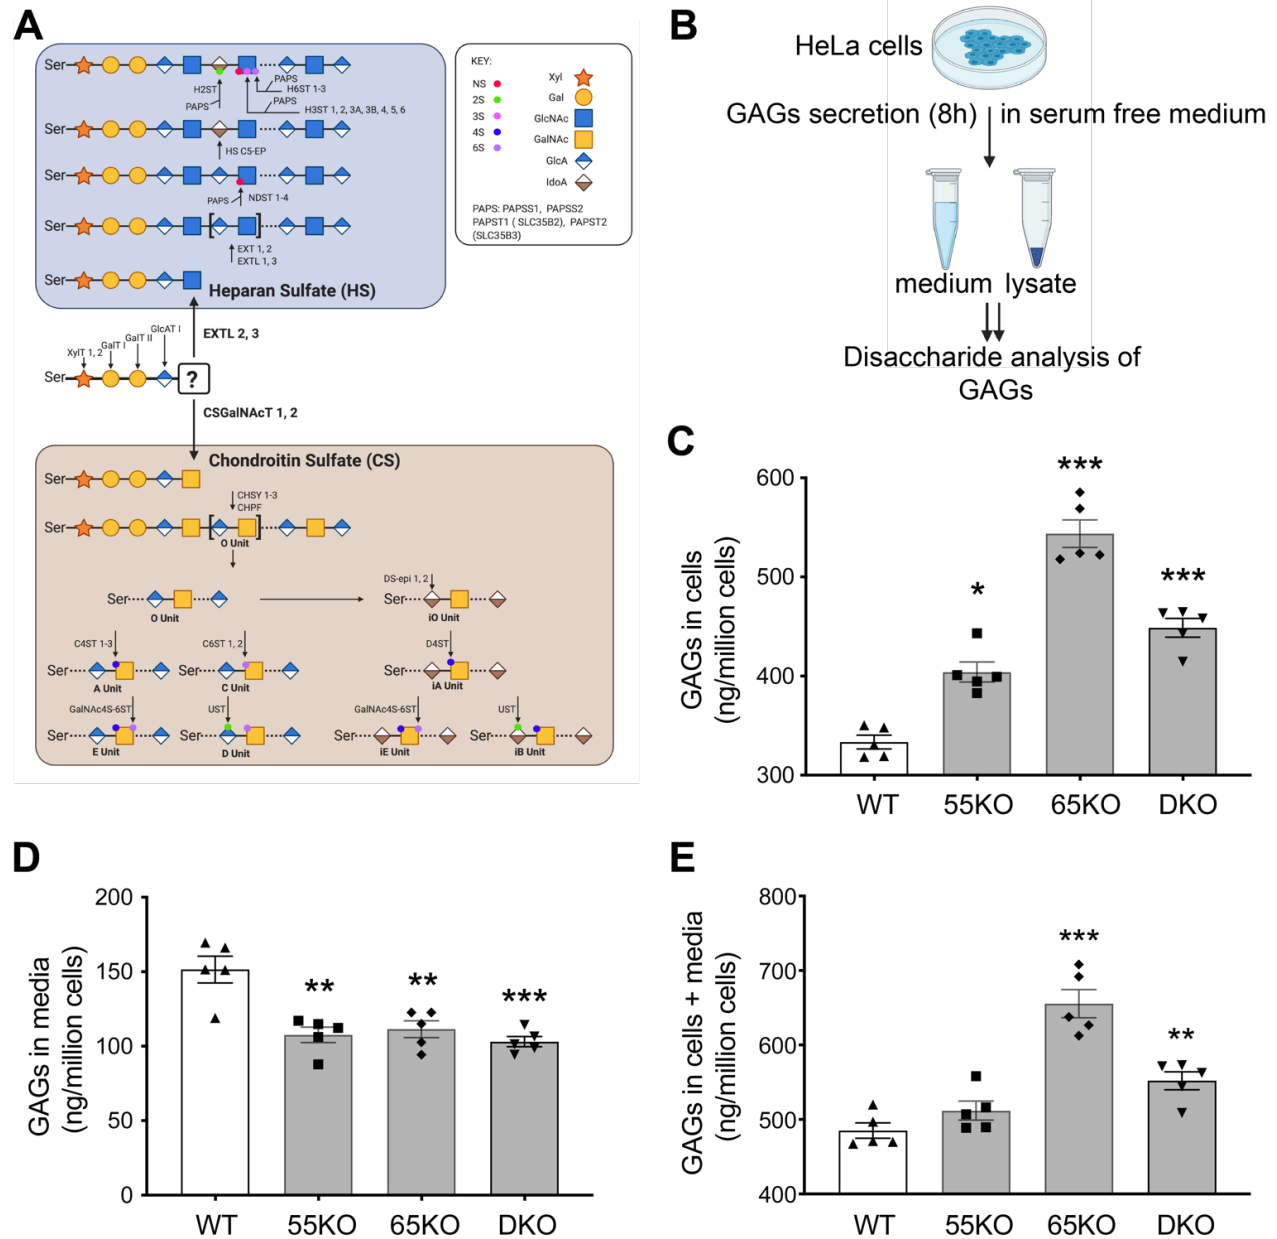 A
Ser
H2ST
PAPS
PAPS
H6ST 1-3
PAPS
H3ST 1, 2, 3A, 3B, 4, 5, 6
Ser
HS C5-EP
Ser
PAPS
NDST 1-4
Ser
[ ]
EXT 1, 2
EXTL 1, 3
Ser
Heparan Sulfate (HS)
KEY:
NS
2S
3S
4S
6S
Xyl
Gal
GlcNAc
GalNAc
GlcA
IdoA
PAPS: PAPSS1, PAPSS2
PAPST1 ( SLC35B2), PAPST2
(SLC35B3)
EXTL 2, 3
XylT 1, 2
GalT I
GalT II
GlcAT I
Ser
?
CSGalNAcT 1, 2
Chondroitin Sulfate (CS)
Ser
CHSY 1-3
CHPF
Ser
[ ]
O Unit
Ser
O Unit
DS-epi 1, 2
Ser
iO Unit
C4ST 1-3
C6ST 1, 2
D4ST
Ser
A Unit
Ser
C Unit
Ser
iA Unit
GalNAc4S-6ST
UST
GalNAc4S-6ST
UST
Ser
E Unit
Ser
D Unit
Ser
iE Unit
Ser
iB Unit
B
HeLa cells
GAGs secretion (8h) in serum free medium
medium lysate
Disaccharide analysis of
GAGs
C
GAGs in cells
(ng/million cells)
600
500
400
300
*
***
***
WT 55KO 65KO DKO
D
GAGs in media
(ng/million cells)
200
150
100
50
0
**
**
***
WT 55KO 65KO DKO
E
GAGs in cells + media
(ng/million cells)
800
700
600
500
400
***
**
WT 55KO 65KO DKO